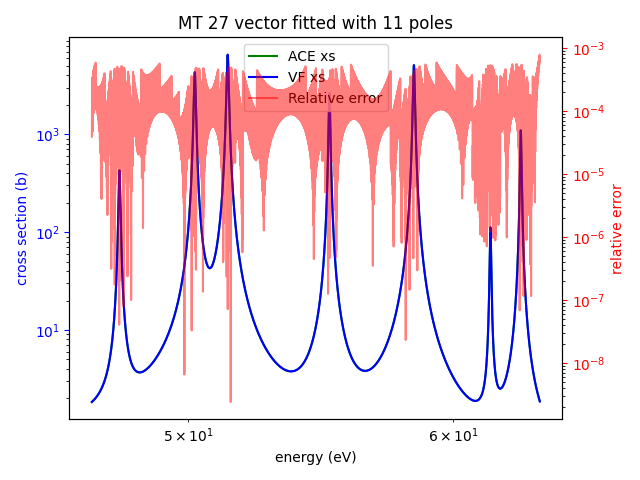 MT 27 vector fitted with 11 poles
ACE xs
VF xs
Relative error
cross section (b)
10³
10²
10¹
relative error
10⁻³
10⁻⁴
10⁻⁵
10⁻⁶
10⁻⁷
10⁻⁸
5 × 10¹
6 × 10¹
energy (eV)